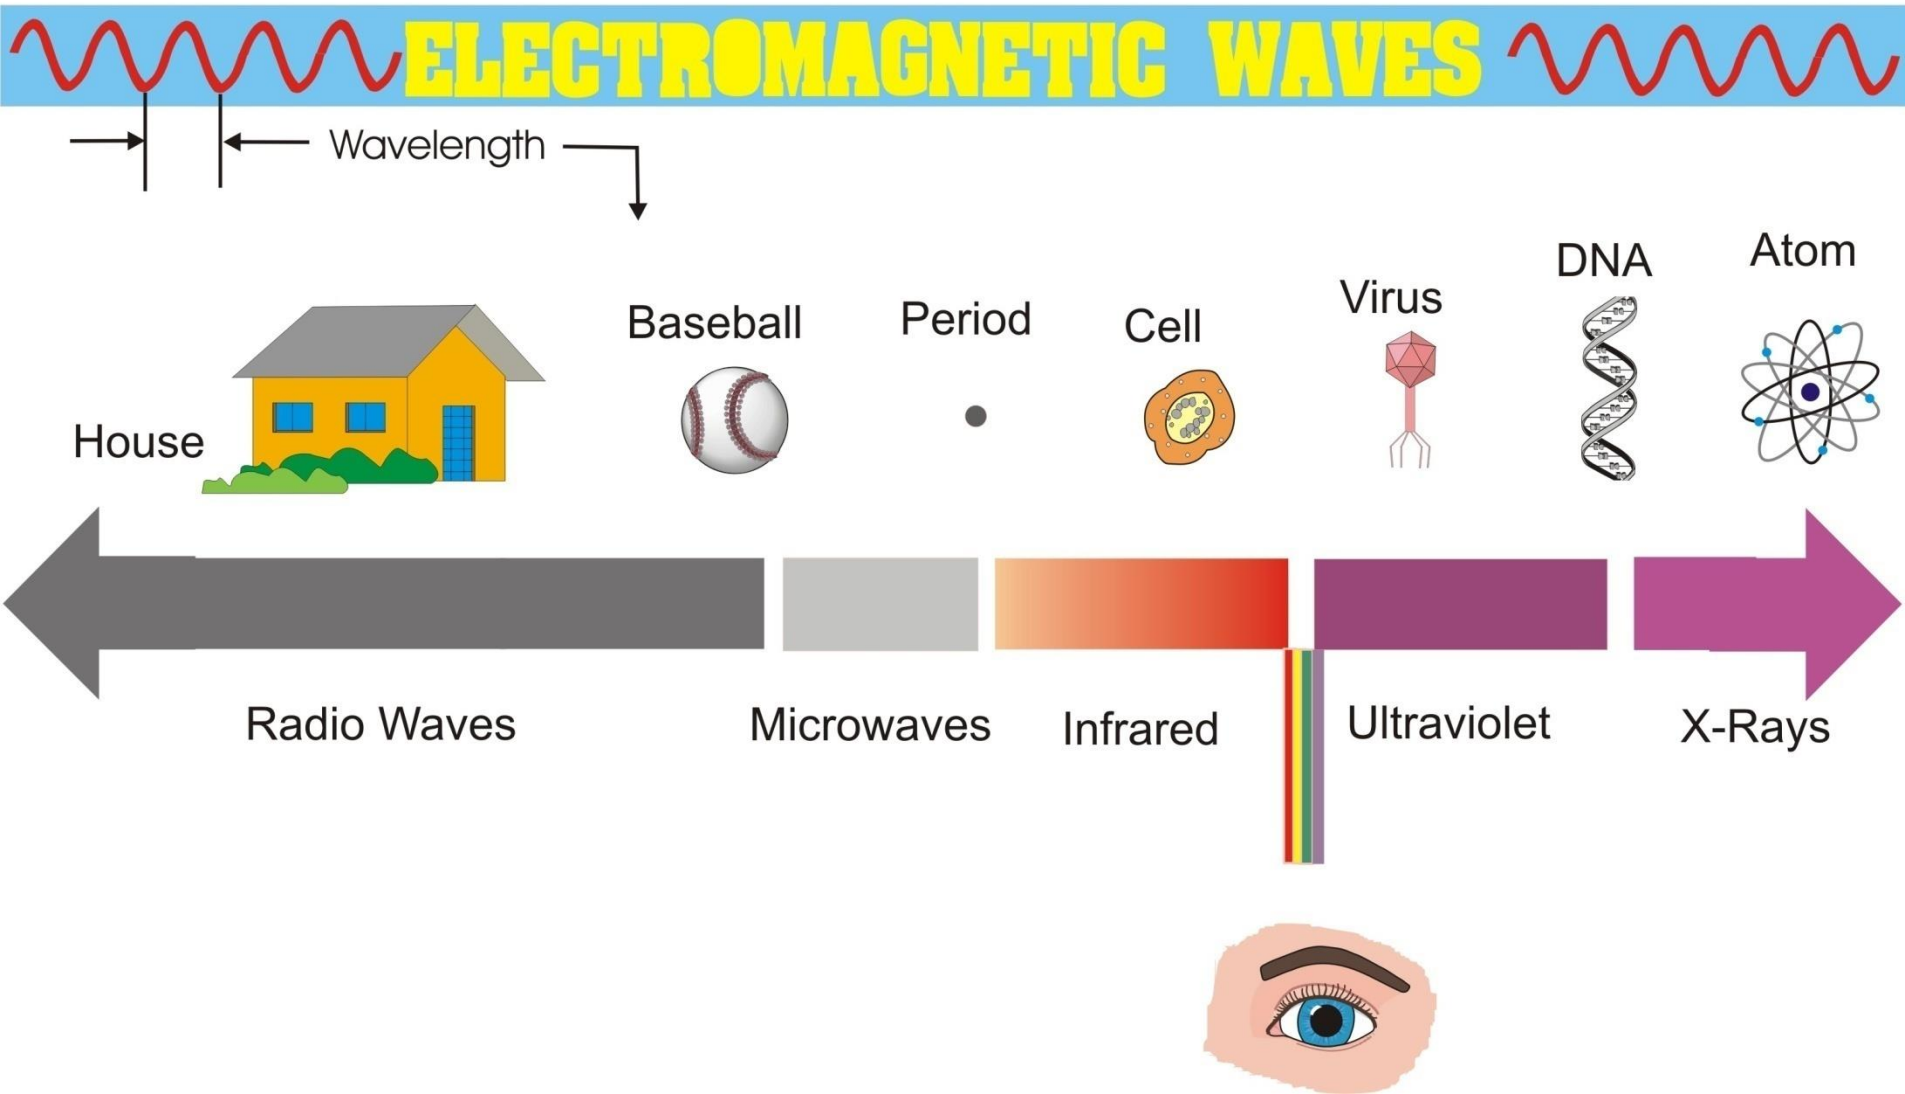 ELECTROMAGNETIC WAVES
Wavelength
House
Baseball
Period
Cell
Virus
DNA
Atom
Radio Waves
Microwaves
Infrared
Ultraviolet
X-Rays